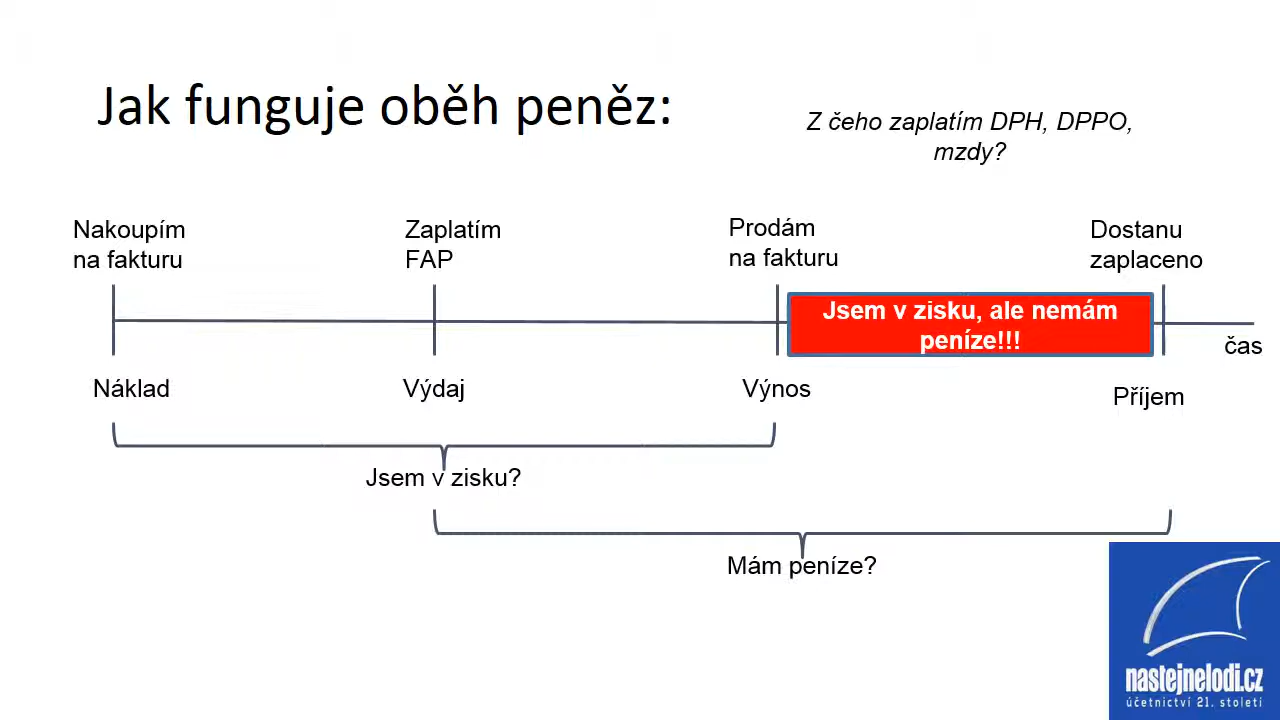 Jak funguje oběh peněz:
Z čeho zaplatím DPH, DPPO,
mzdy?
Nakoupím
na fakturu
Zaplatím
FAP
Prodám
na fakturu
Dostanu
zaplaceno
Jsem v zisku, ale nemám
peníze!!!
čas
Náklad
Výdaj
Výnos
Příjem
Jsem v zisku?
Mám peníze?
nastejnelodi.cz
účetnictví 21. století